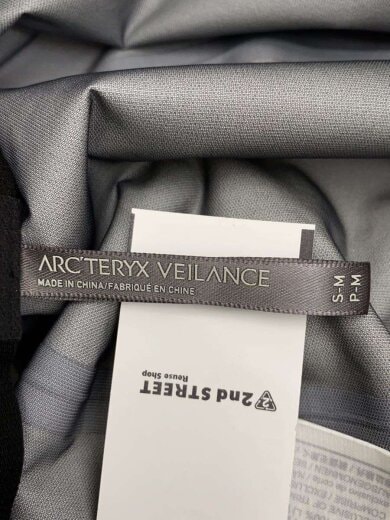 ARC'TERYX VEILANCE
MADE IN CHINA/FABRIQUÉ EN CHINE
S-M
P-M
2nd STREET
Reuse Shop